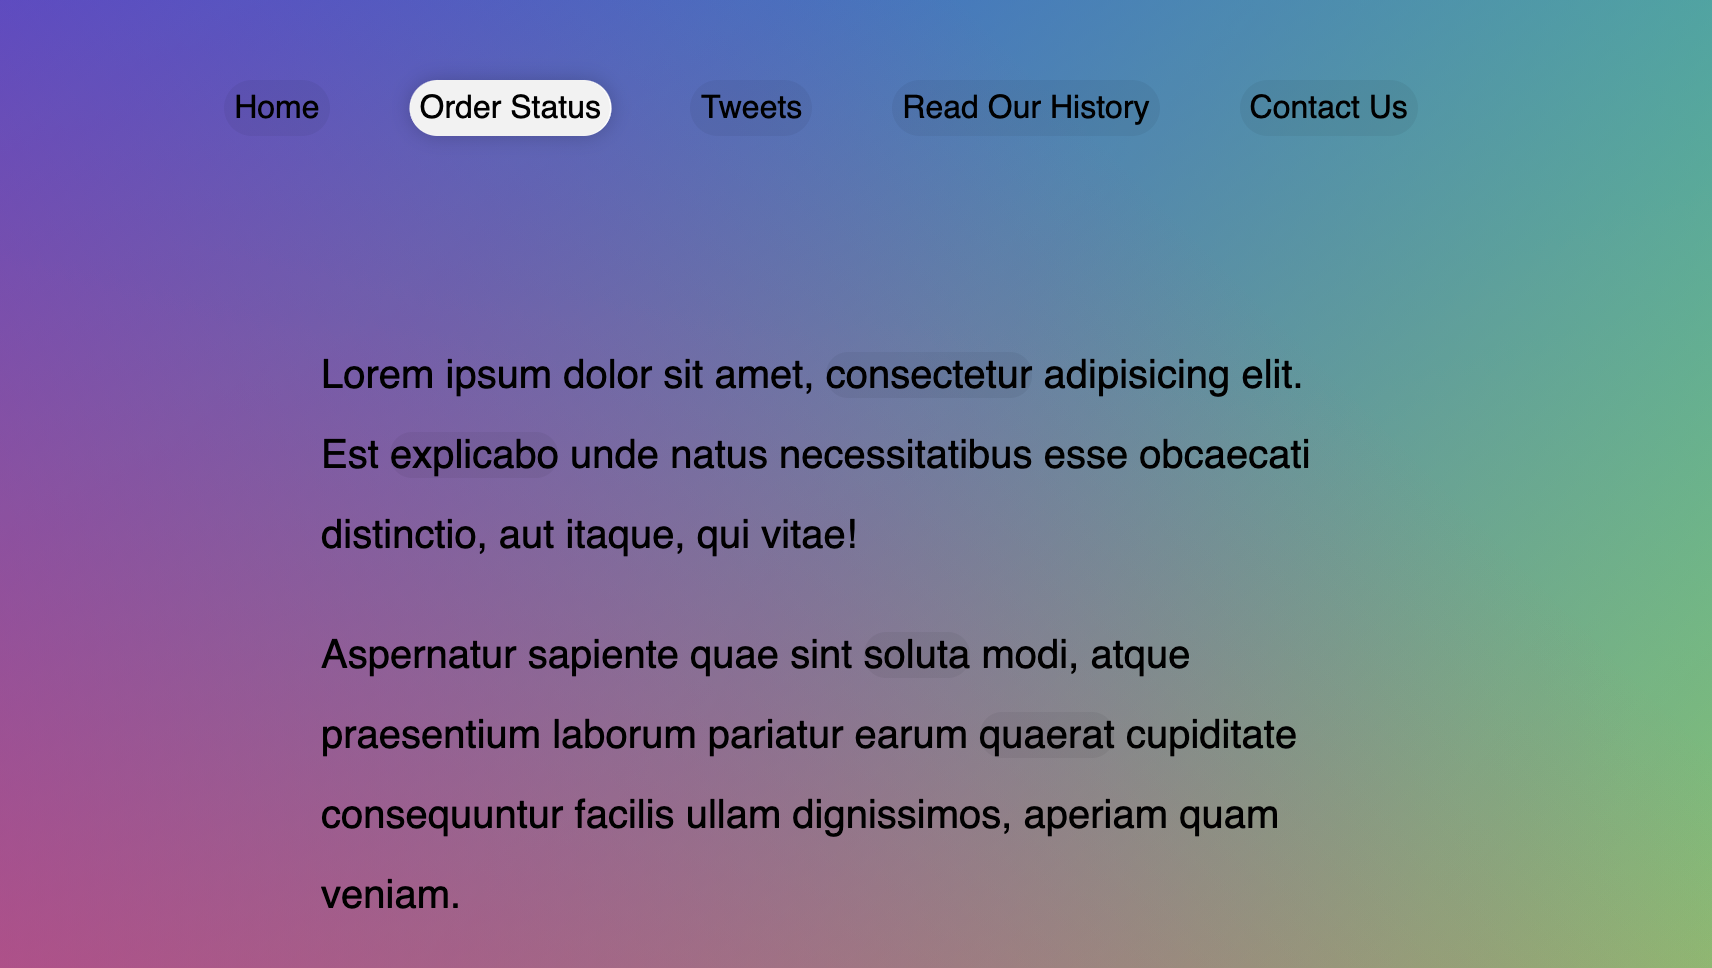 Home Order Status Tweets Read Our History Contact Us
Lorem ipsum dolor sit amet, consectetur adipisicing elit.
Est explicabo unde natus necessitatibus esse obcaecati
distinctio, aut itaque, qui vitae!
Aspernatur sapiente quae sint soluta modi, atque
praesentium laborum pariatur earum quaerat cupiditate
consequuntur facilis ullam dignissimos, aperiam quam
veniam.